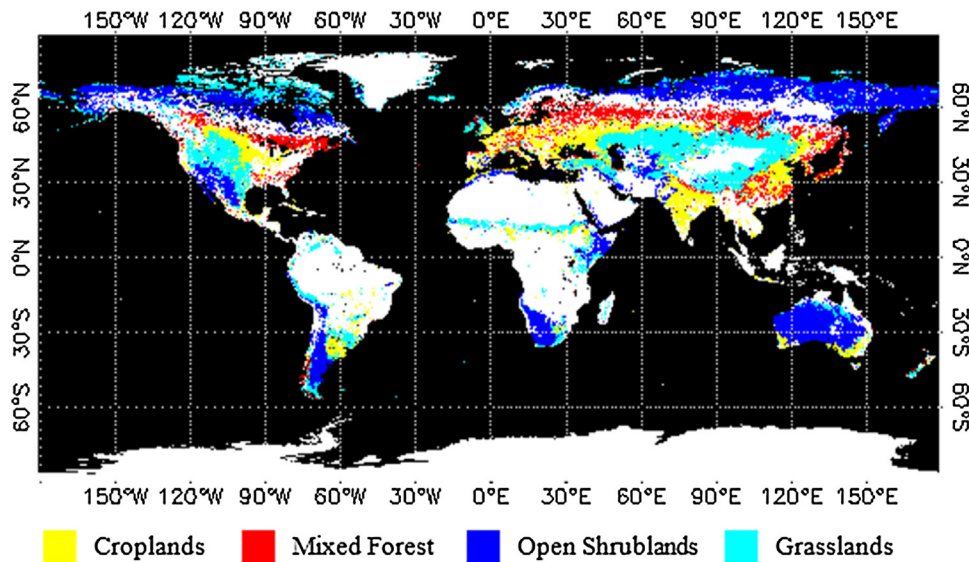 150°W 120°W 90°W 60°W 30°W 0°E 30°E 60°E 90°E 120°E 150°E
60°N 60°N
30°N 30°N
0°N 0°N
30°S 30°S
60°S 60°S
150°W 120°W 90°W 60°W 30°W 0°E 30°E 60°E 90°E 120°E 150°E
Croplands Mixed Forest Open Shrublands Grasslands